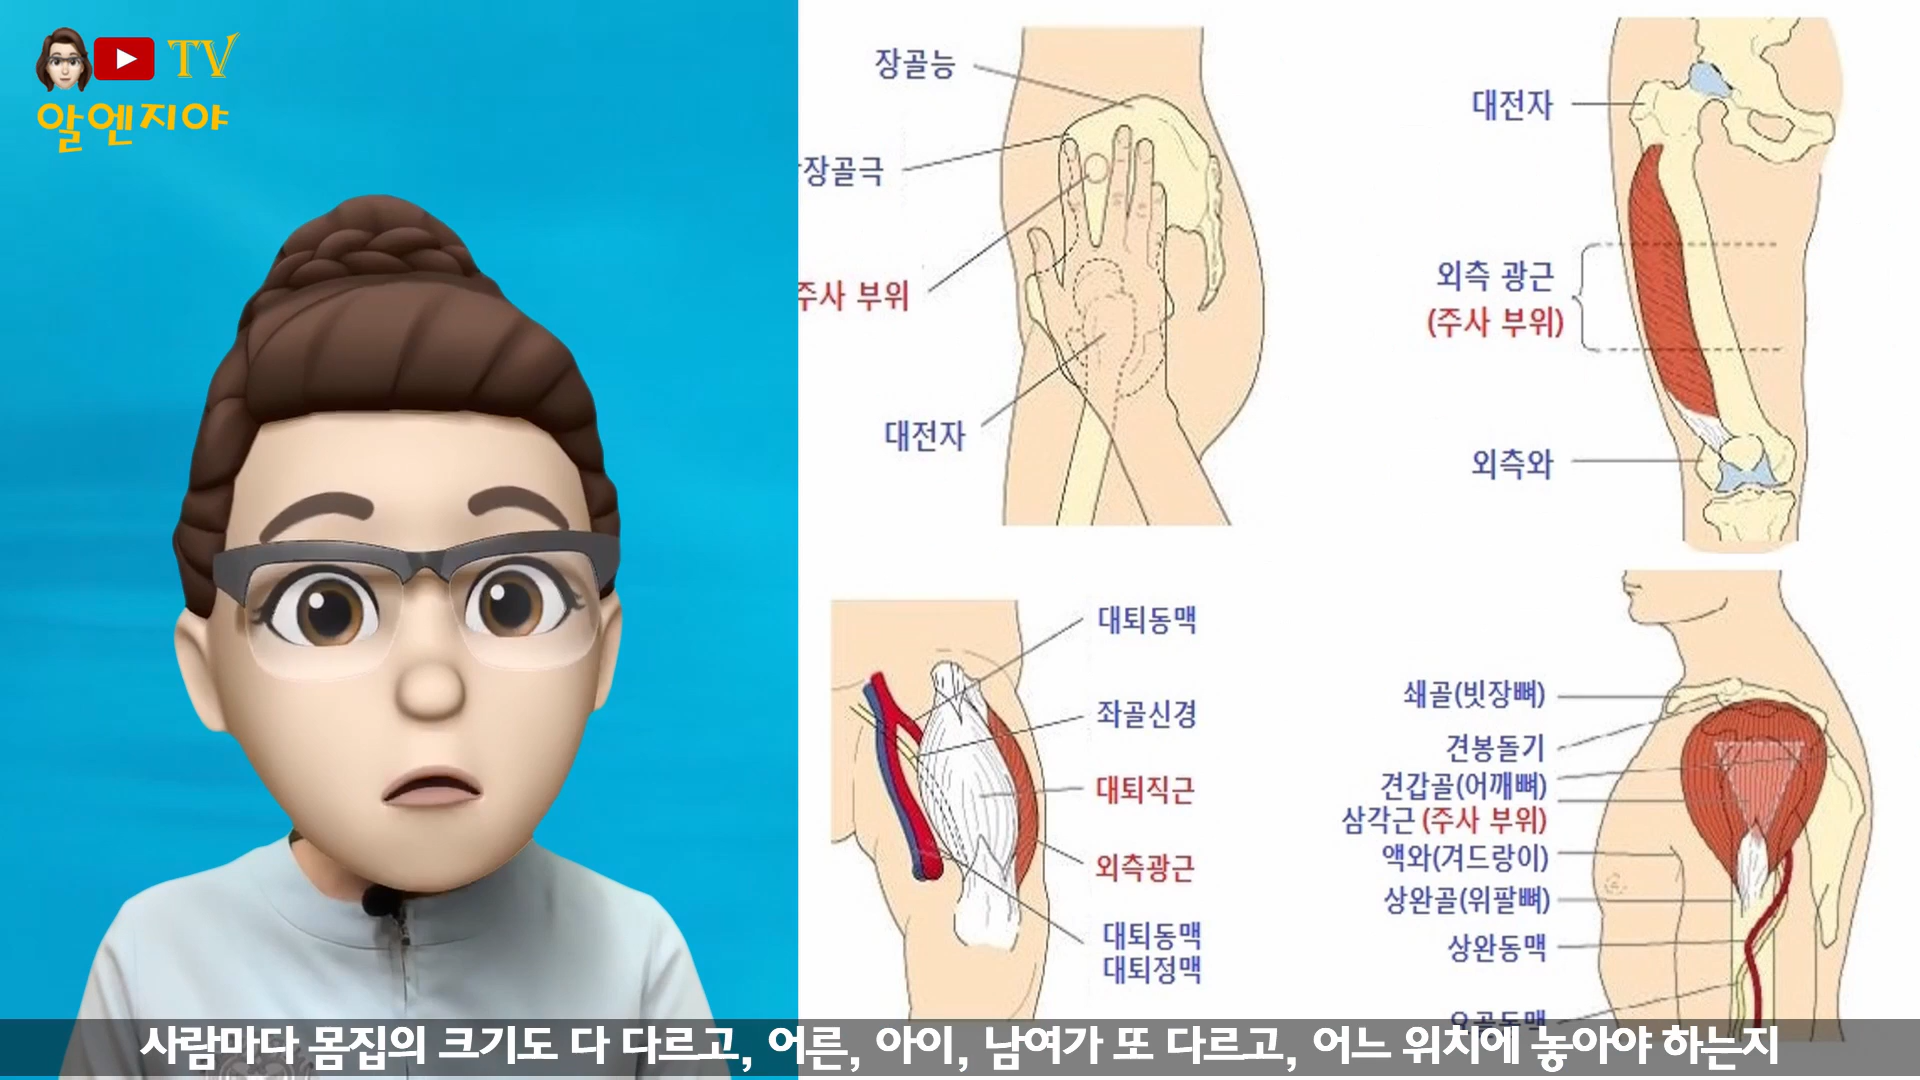 TV
알엔지야
장골능
장골극
주사 부위
대전자
대전자
외측 광근
(주사 부위)
외측와
대퇴동맥
좌골신경
대퇴직근
외측광근
대퇴동맥
대퇴정맥
쇄골(빗장뼈)
견봉돌기
견갑골(어깨뼈)
삼각근 (주사 부위)
액와(겨드랑이)
상완골(위팔뼈)
상완동맥
요골동맥
사람마다 몸집의 크기도 다 다르고, 어른, 아이, 남여가 또 다르고, 어느 위치에 놓아야 하는지